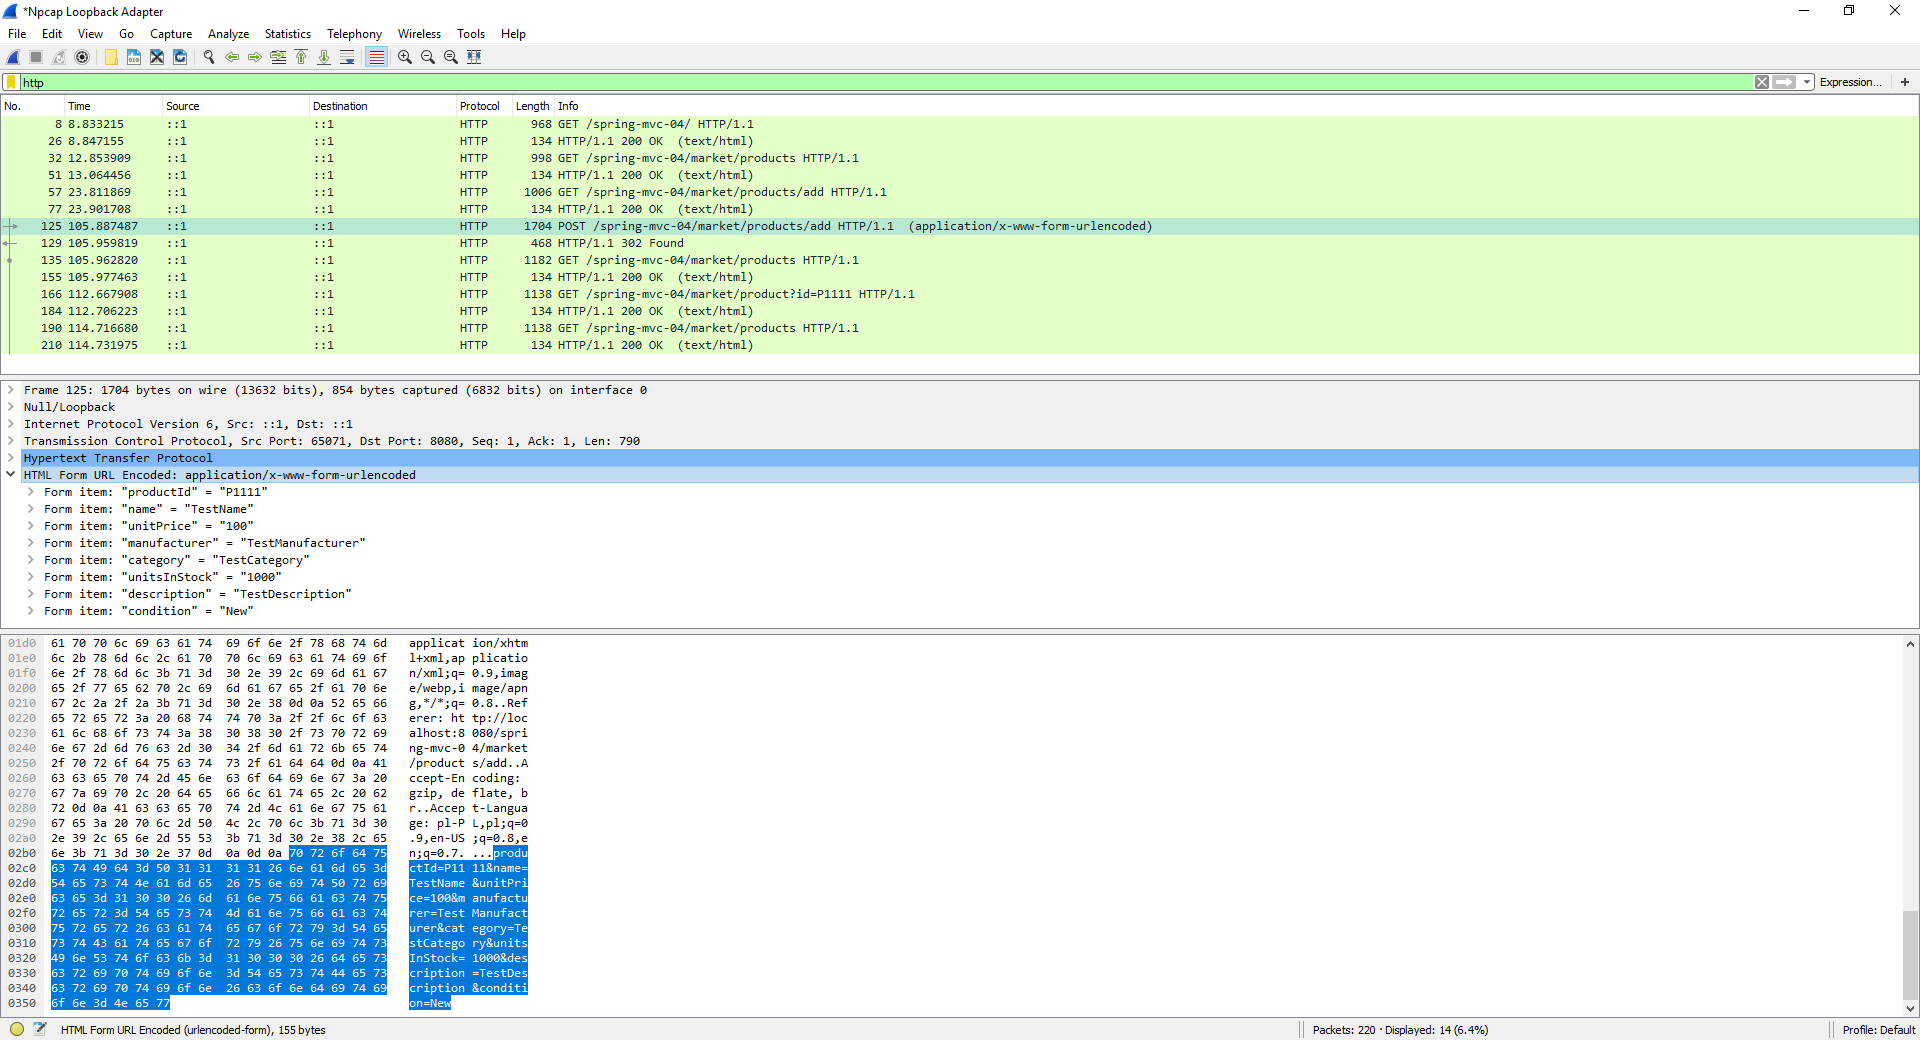 *Npcap Loopback Adapter
File Edit View Go Capture Analyze Statistics Telephony Wireless Tools Help
http Expression... +
No. Time Source Destination Protocol Length Info
8 8.833215 ::1 ::1 HTTP 968 GET /spring-mvc-04/ HTTP/1.1
26 8.847155 ::1 ::1 HTTP 134 HTTP/1.1 200 OK (text/html)
32 12.853909 ::1 ::1 HTTP 998 GET /spring-mvc-04/market/products HTTP/1.1
51 13.064456 ::1 ::1 HTTP 134 HTTP/1.1 200 OK (text/html)
57 23.811869 ::1 ::1 HTTP 1006 GET /spring-mvc-04/market/products/add HTTP/1.1
77 23.901708 ::1 ::1 HTTP 134 HTTP/1.1 200 OK (text/html)
125 105.887487 ::1 ::1 HTTP 1704 POST /spring-mvc-04/market/products/add HTTP/1.1 (application/x-www-form-urlencoded)
129 105.959819 ::1 ::1 HTTP 468 HTTP/1.1 302 Found
135 105.962820 ::1 ::1 HTTP 1182 GET /spring-mvc-04/market/products HTTP/1.1
155 105.977463 ::1 ::1 HTTP 134 HTTP/1.1 200 OK (text/html)
166 112.667908 ::1 ::1 HTTP 1138 GET /spring-mvc-04/market/product?id=P1111 HTTP/1.1
184 112.706223 ::1 ::1 HTTP 134 HTTP/1.1 200 OK (text/html)
190 114.716680 ::1 ::1 HTTP 1138 GET /spring-mvc-04/market/products HTTP/1.1
210 114.731975 ::1 ::1 HTTP 134 HTTP/1.1 200 OK (text/html)
Frame 125: 1704 bytes on wire (13632 bits), 854 bytes captured (6832 bits) on interface 0
Null/Loopback
Internet Protocol Version 6, Src: ::1, Dst: ::1
Transmission Control Protocol, Src Port: 65071, Dst Port: 8080, Seq: 1, Ack: 1, Len: 790
Hypertext Transfer Protocol
HTML Form URL Encoded: application/x-www-form-urlencoded
Form item: "productId" = "P1111"
Form item: "name" = "TestName"
Form item: "unitPrice" = "100"
Form item: "manufacturer" = "TestManufacturer"
Form item: "category" = "TestCategory"
Form item: "unitsInStock" = "1000"
Form item: "description" = "TestDescription"
Form item: "condition" = "New"
01d0 61 70 70 6c 69 63 61 74 69 6f 6e 2f 78 68 74 6d applicat ion/xhtm
01e0 6c 2b 78 6d 6c 2c 61 70 70 6c 69 63 61 74 69 6f l+xml,ap plicatio
01f0 6e 2f 78 6d 6c 3b 71 3d 30 2e 39 2c 69 6d 61 67 n/xml;q= 0.9,imag
0200 65 2f 77 65 62 70 2c 69 6d 61 67 65 2f 61 70 6e e/webp,i mage/apn
0210 67 2c 2a 2f 2a 3b 71 3d 30 2e 38 0d 0a 52 65 66 g,*/*;q= 0.8..Ref
0220 65 72 65 72 3a 20 68 74 74 70 3a 2f 2f 6c 6f 63 erer: ht tp://loc
0230 61 6c 68 6f 73 74 3a 38 30 38 30 2f 73 70 72 69 alhost:8 080/spri
0240 6e 67 2d 6d 76 63 2d 30 34 2f 6d 61 72 6b 65 74 ng-mvc-0 4/market
0250 2f 70 72 6f 64 75 63 74 73 2f 61 64 64 0d 0a 41 /product s/add..A
0260 63 63 65 70 74 2d 45 6e 63 6f 64 69 6e 67 3a 20 ccept-En coding:
0270 67 7a 69 70 2c 20 64 65 66 6c 61 74 65 2c 20 62 gzip, de flate, b
0280 72 0d 0a 41 63 63 65 70 74 2d 4c 61 6e 67 75 61 r..Accep t-Langua
0290 67 65 3a 20 70 6c 2d 50 4c 2c 70 6c 3b 71 3d 30 ge: pl-P L,pl;q=0
02a0 2e 39 2c 65 6e 2d 55 53 3b 71 3d 30 2e 38 2c 65 .9,en-US ;q=0.8,e
02b0 6e 3b 71 3d 30 2e 37 0d 0a 0d 0a 70 72 6f 64 75 n;q=0.7. ...produ
02c0 63 74 49 64 3d 50 31 31 31 31 26 6e 61 6d 65 3d ctId=P11 11&name=
02d0 54 65 73 74 4e 61 6d 65 26 75 6e 69 74 50 72 69 TestName &unitPri
02e0 63 65 3d 31 30 30 26 6d 61 6e 75 66 61 63 74 75 ce=100&m anufactu
02f0 72 65 72 3d 54 65 73 74 4d 61 6e 75 66 61 63 74 rer=Test Manufact
0300 75 72 65 72 26 63 61 74 65 67 6f 72 79 3d 54 65 urer&cat egory=Te
0310 73 74 43 61 74 65 67 6f 72 79 26 75 6e 69 74 73 stCatego ry&units
0320 49 6e 53 74 6f 63 6b 3d 31 30 30 30 26 64 65 73 InStock= 1000&des
0330 63 72 69 70 74 69 6f 6e 3d 54 65 73 74 44 65 73 cription =TestDes
0340 63 72 69 70 74 69 6f 6e 26 63 6f 6e 64 69 74 69 cription &conditi
0350 6f 6e 3d 4e 65 77 on=New
HTML Form URL Encoded (urlencoded-form), 155 bytes Packets: 220 · Displayed: 14 (6.4%) Profile: Default